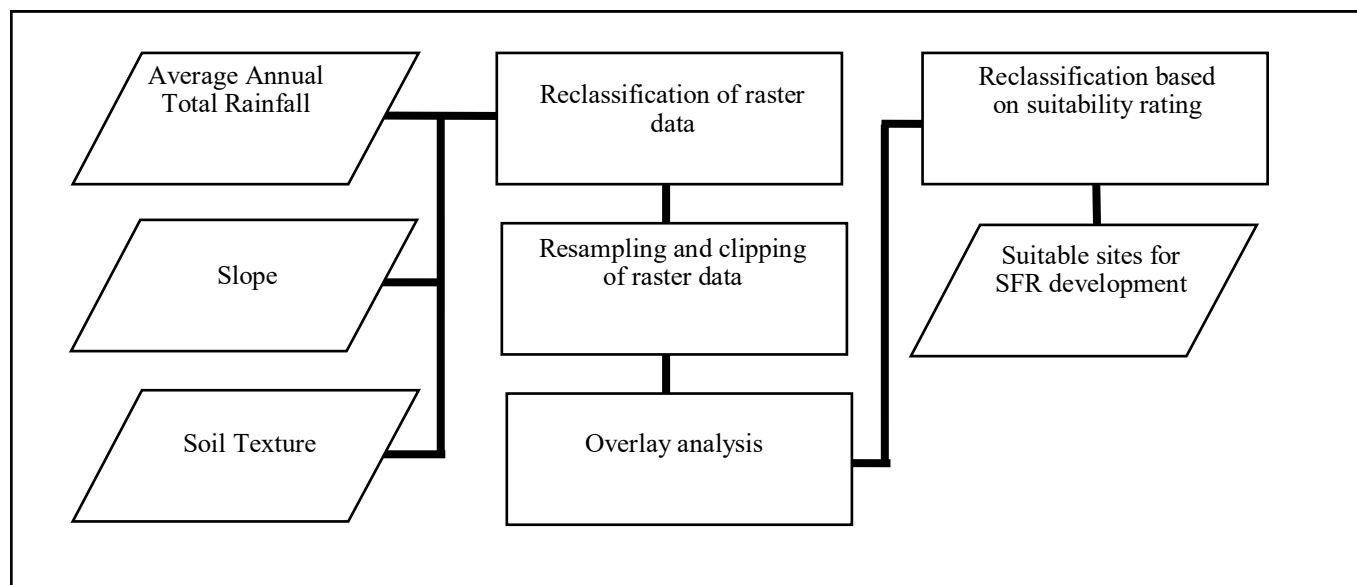 Average Annual
Total Rainfall
Slope
Soil Texture
Reclassification of raster
data
Resampling and clipping
of raster data
Overlay analysis
Reclassification based
on suitability rating
Suitable sites for
SFR development